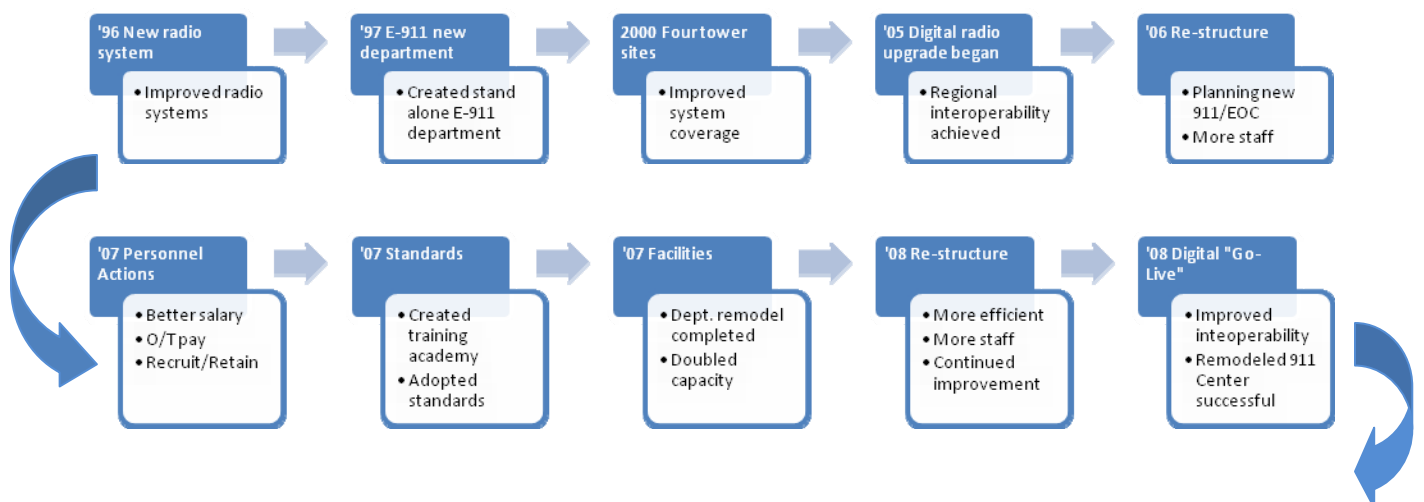 '96 New radio
system
• Improved radio
systems
'97 E-911 new
department
• Created stand
alone E-911
department
2000 Four tower
sites
• Improved
system
coverage
'05 Digital radio
upgrade began
• Regional
interoperability
achieved
'06 Re-structure
• Planning new
911/EOC
• More staff
'07 Personnel
Actions
• Better salary
• O/T pay
• Recruit/Retain
'07 Standards
• Created
training
academy
• Adopted
standards
'07 Facilities
• Dept. remodel
completed
• Doubled
capacity
'08 Re-structure
• More efficient
• More staff
• Continued
improvement
'08 Digital "Go-
Live"
• Improved
inteoperability
• Remodeled 911
Center
successful